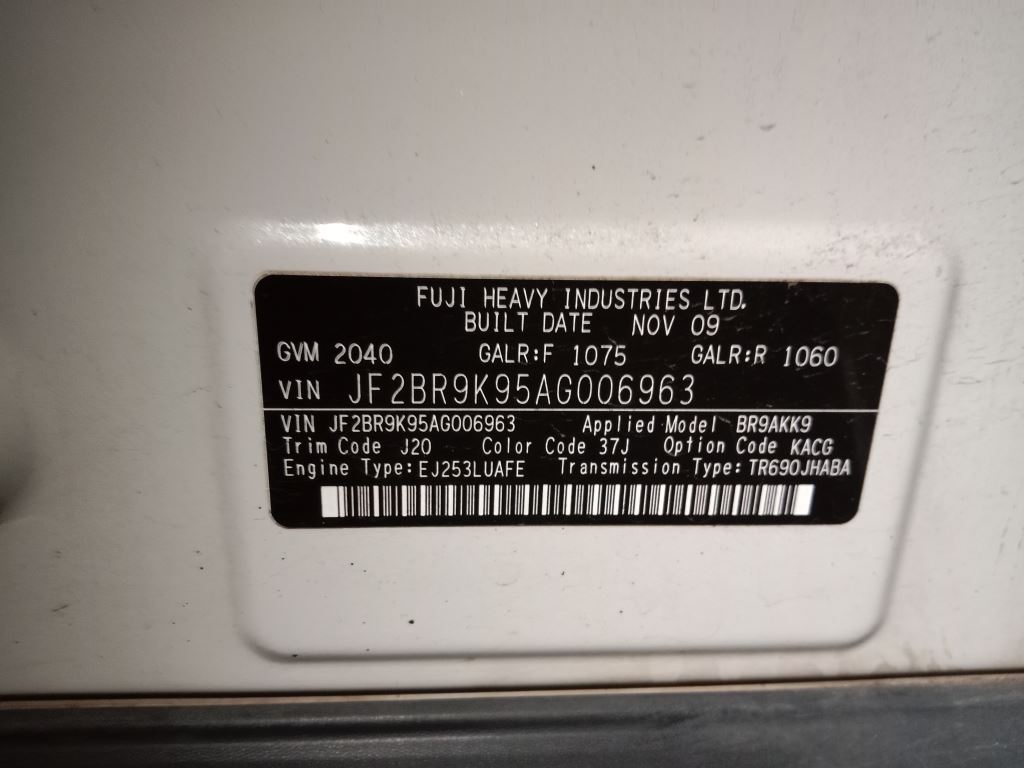 FUJI HEAVY INDUSTRIES LTD.
BUILT DATE NOV 09
GVM 2040 GALR:F 1075 GALR:R 1060
VIN JF2BR9K95AG006963
VIN JF2BR9K95AG006963 Applied Model BR9AKK9
Trim Code J20 Color Code 37J Option Code KACG
Engine Type:EJ253LUAFE Transmission Type:TR690JHABA